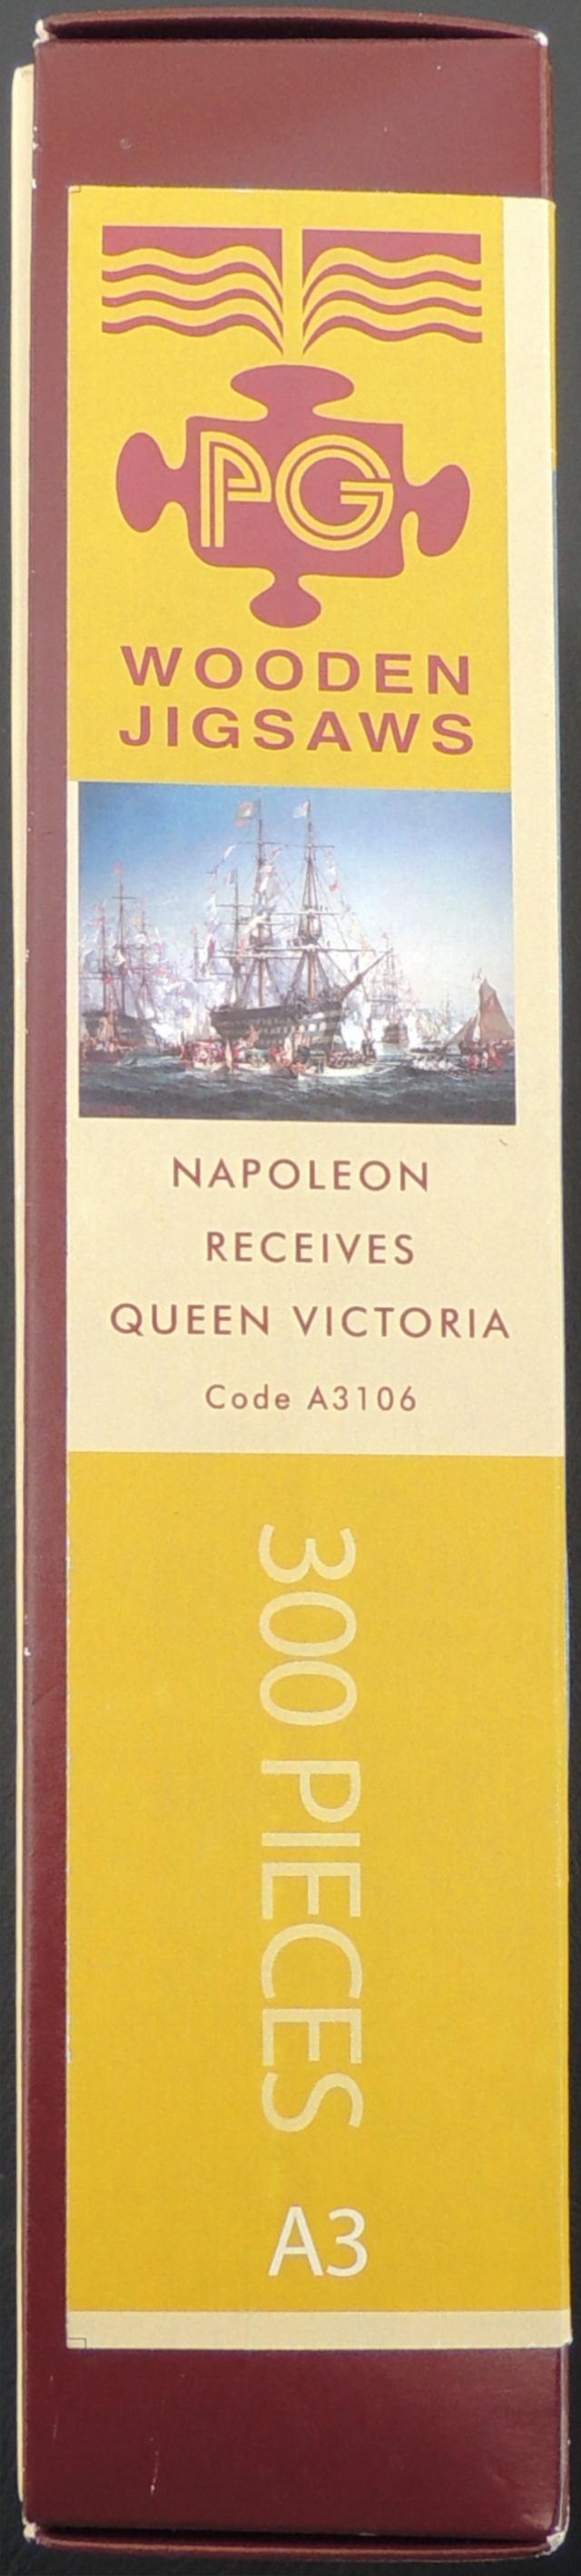 PG
WOODEN
JIGSAWS
NAPOLEON
RECEIVES
QUEEN VICTORIA
Code A3106
300 PIECES
A3